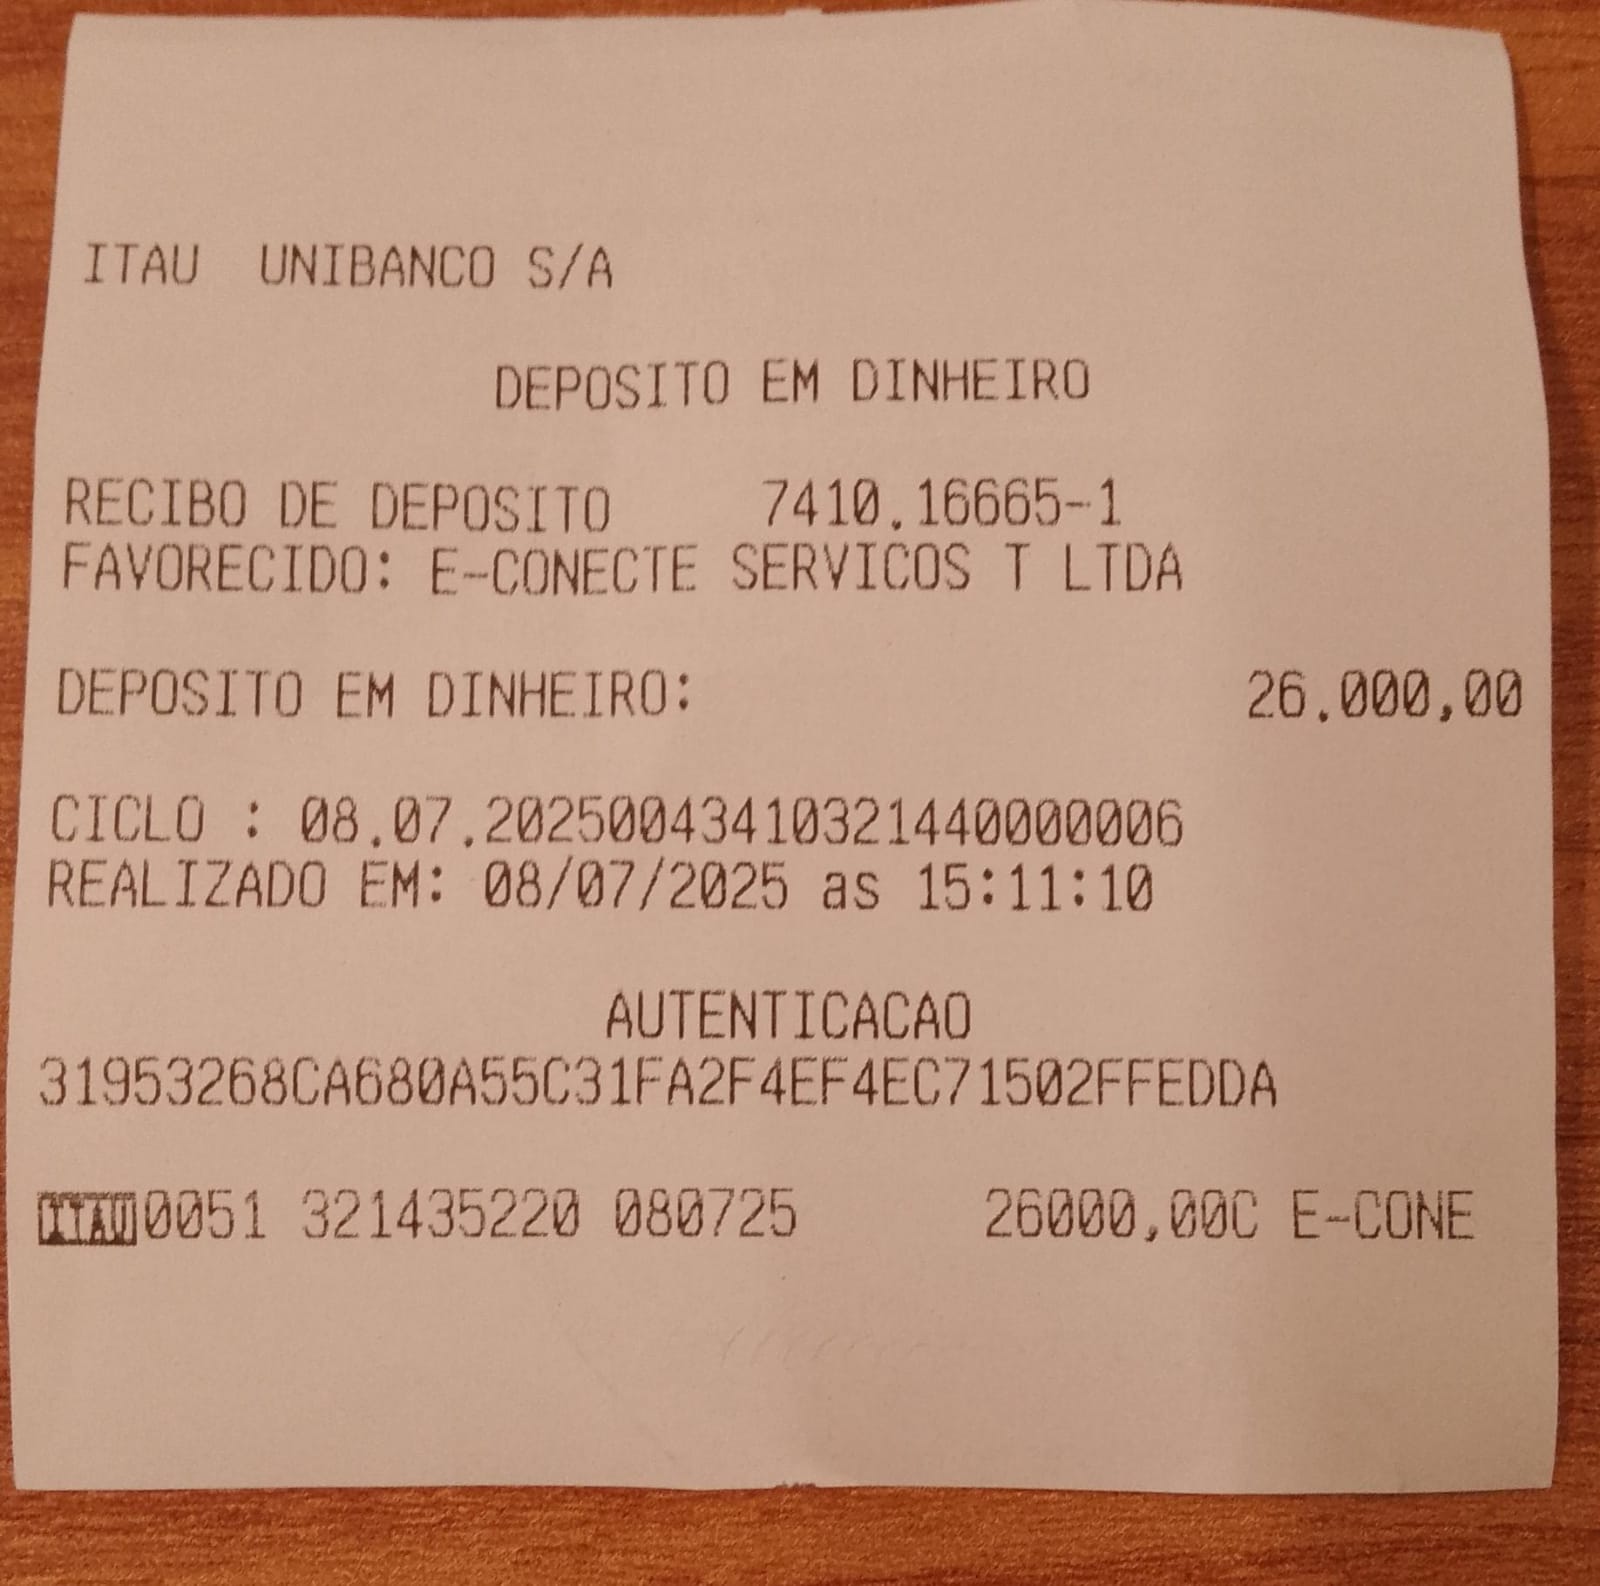 ITAU UNIBANCO S/A
DEPOSITO EM DINHEIRO
RECIBO DE DEPOSITO 7410.16665-1
FAVORECIDO: E-CONECTE SERVICOS T LTDA
DEPOSITO EM DINHEIRO: 26.000,00
CICLO : 08.07.20250043410321440000006
REALIZADO EM: 08/07/2025 as 15:11:10
AUTENTICACAO
31953268CA680A55C31FA2F4EF4EC71502FFEDDA
ITAU0051 321435220 080725 26000,00C E-CONE